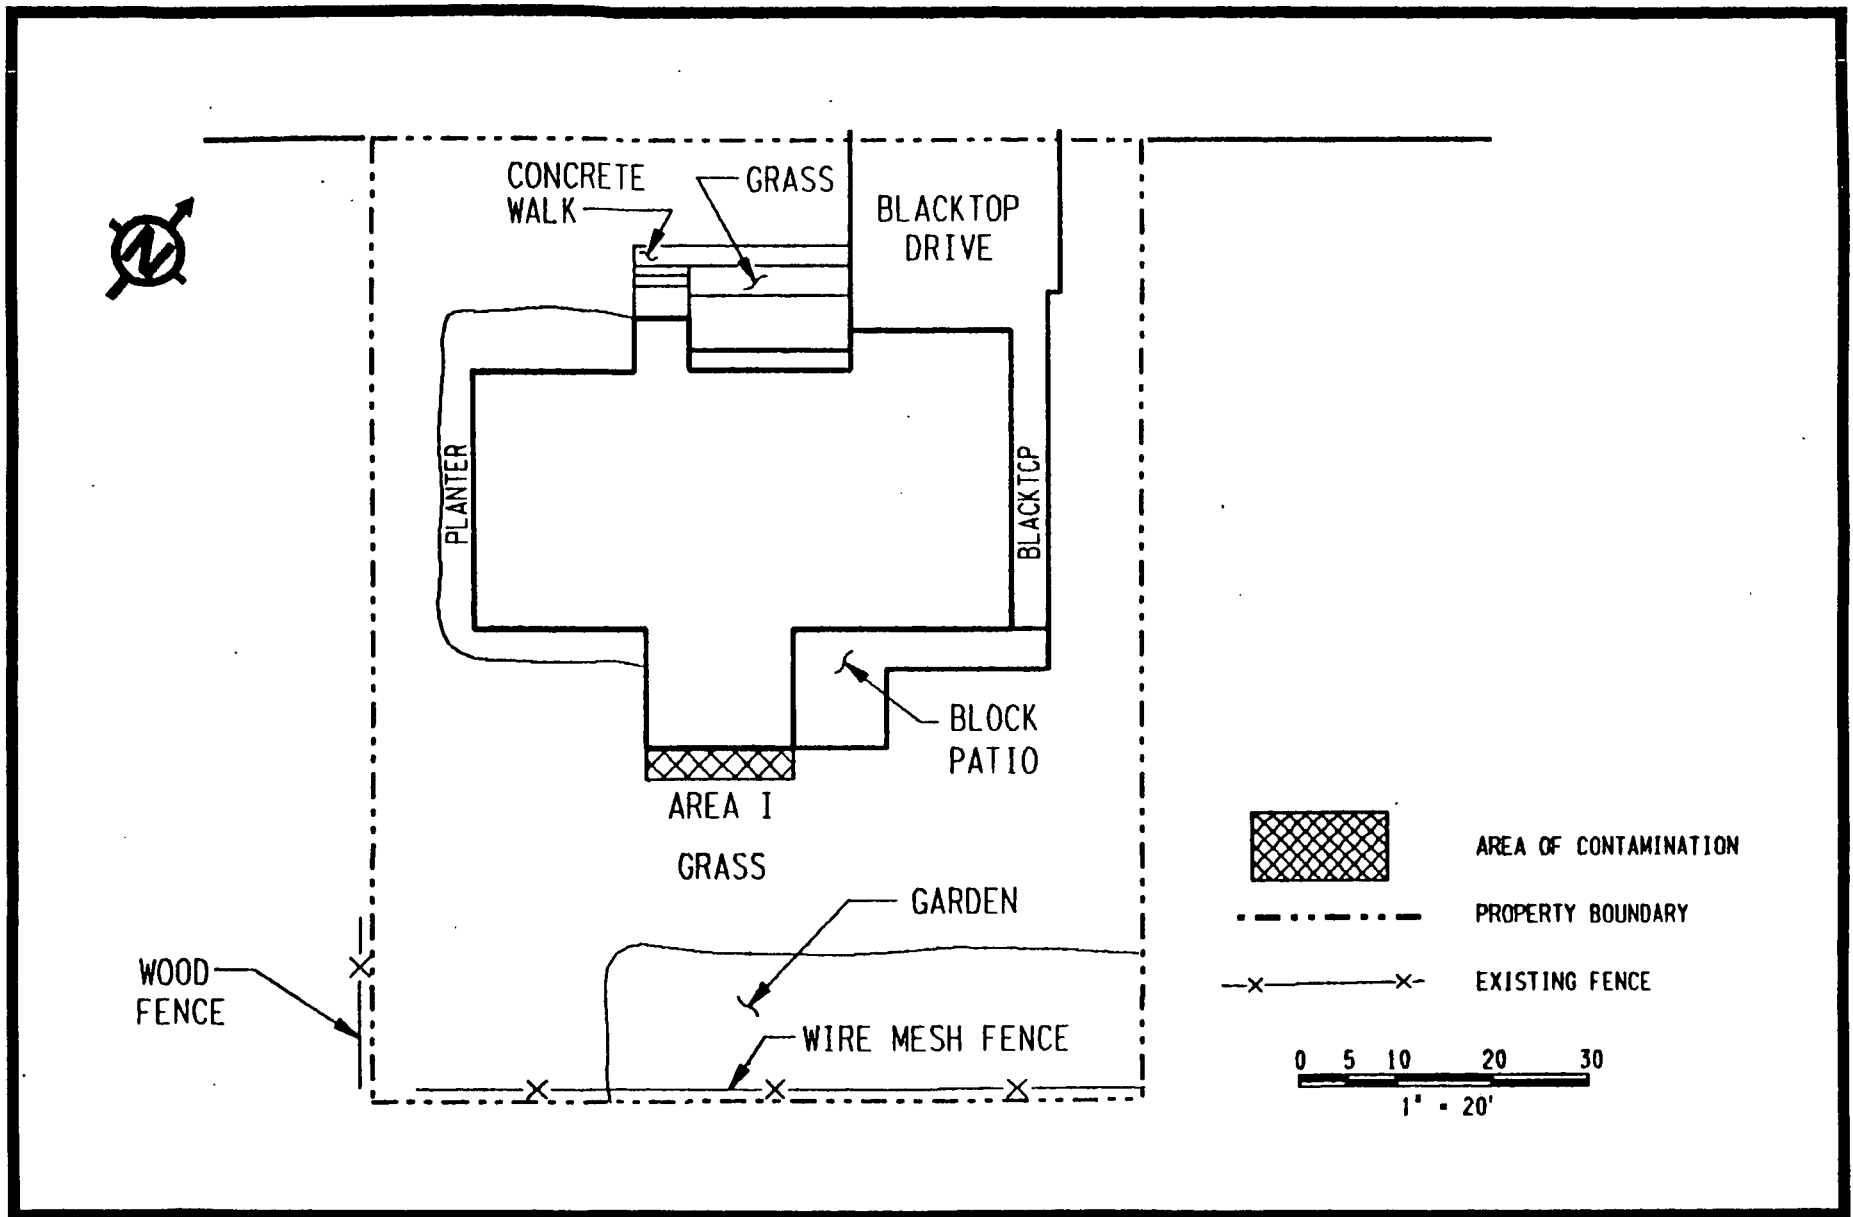 CONCRETE
WALK
GRASS
BLACKTOP
DRIVE
N
PLANTER
BLACKTCP
BLOCK
PATIO
AREA I
GRASS
GARDEN
WOOD
FENCE
WIRE MESH FENCE
AREA OF CONTAMINATION
PROPERTY BOUNDARY
EXISTING FENCE
0 5 10 20 30
1" = 20'